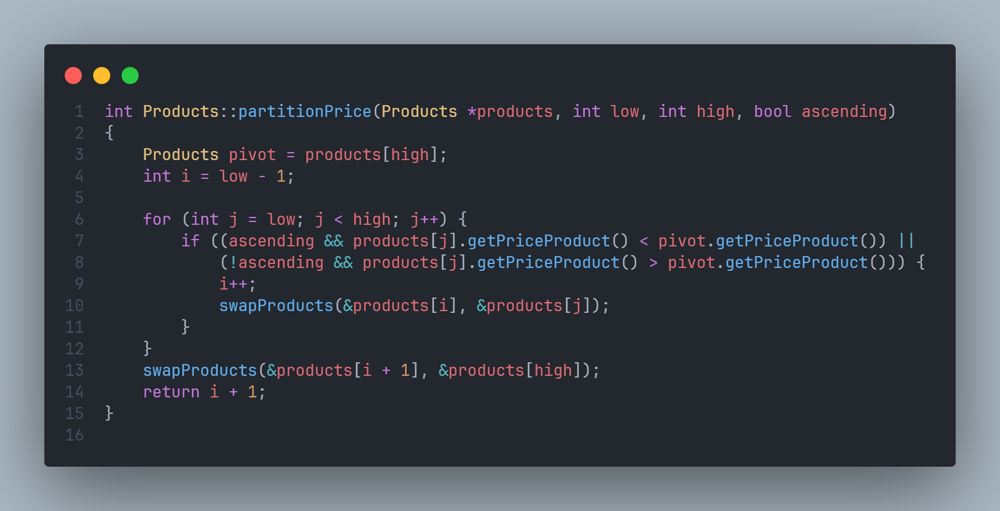 1 int Products::partitionPrice(Products *products, int low, int high, bool ascending)
2 {
3     Products pivot = products[high];
4     int i = low - 1;
5
6     for (int j = low; j < high; j++) {
7         if ((ascending && products[j].getPriceProduct() < pivot.getPriceProduct()) ||
8             (!ascending && products[j].getPriceProduct() > pivot.getPriceProduct())) {
9             i++;
10             swapProducts(&products[i], &products[j]);
11         }
12     }
13     swapProducts(&products[i + 1], &products[high]);
14     return i + 1;
15 }
16